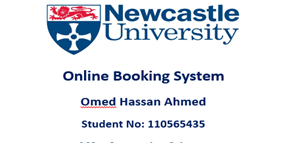 Newcastle
University
Online Booking System
Omed Hassan Ahmed
Student No: 110565435